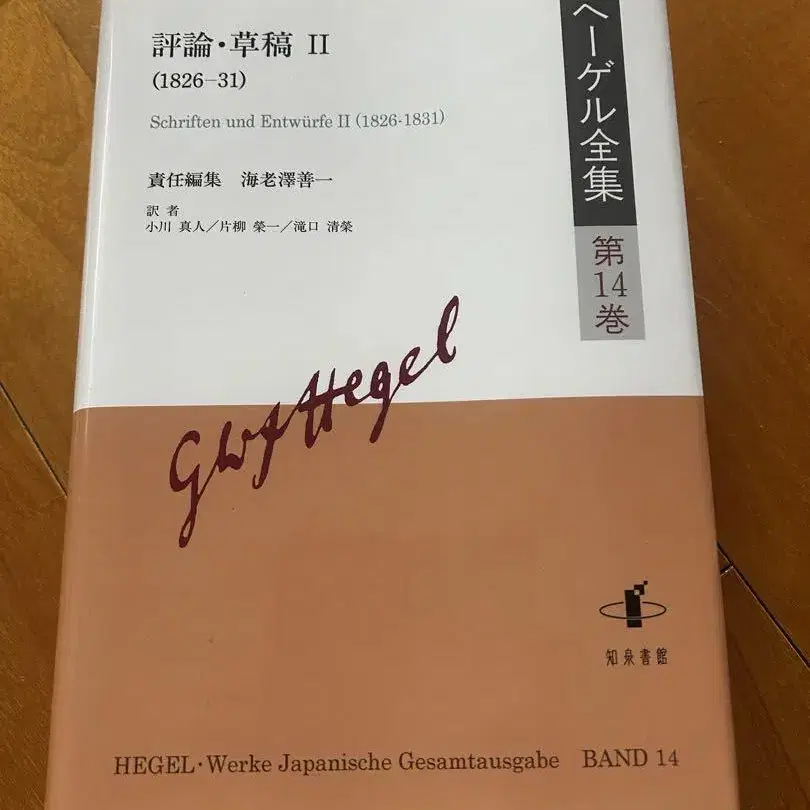 評論・草稿 II
(1826–31)
Schriften und Entwürfe II (1826-1831)
責任編集 海老澤善一
訳者
小川 真人／片柳 榮一／滝口 清榮
ヘーゲル全集
第14巻
GWFHegel
知泉書館
HEGEL・Werke Japanische Gesamtausgabe BAND 14